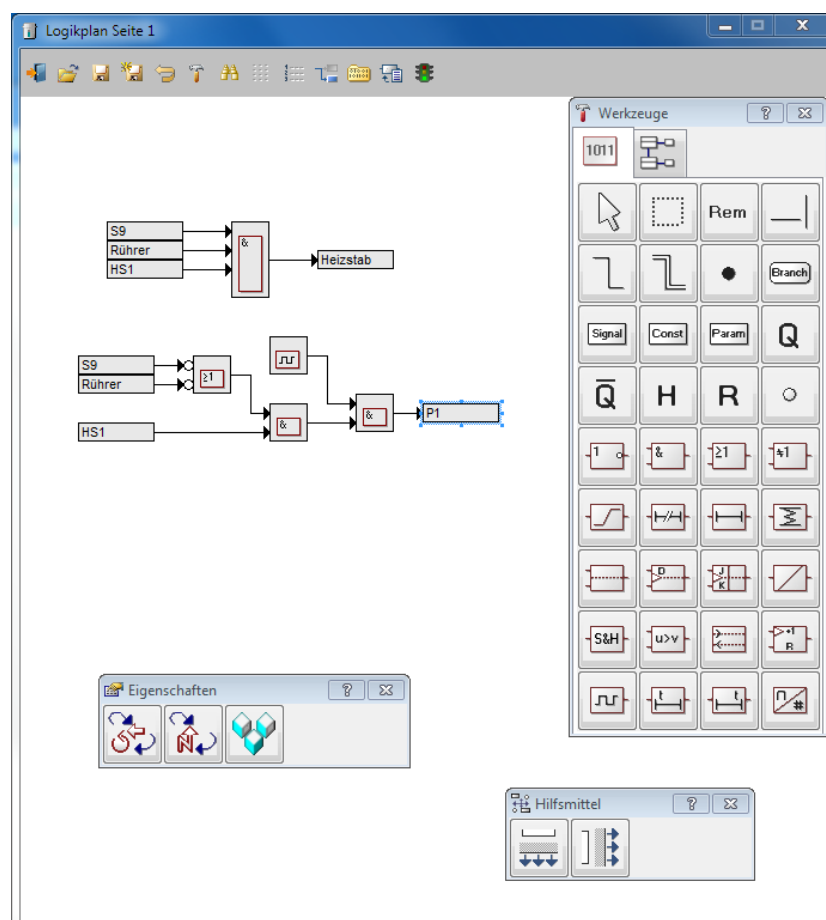 Logikplan Seite 1
Werkzeuge
1011
Rem
Branch
Signal Const Param Q
Q̅ H R
1 & ≥1
D J K
S&H u>v +1 R
t t #
S9
Rührer
HS1
&
Heizstab
S9
Rührer
≥1
HS1
&
&
P1
Eigenschaften
N
Hilfsmittel